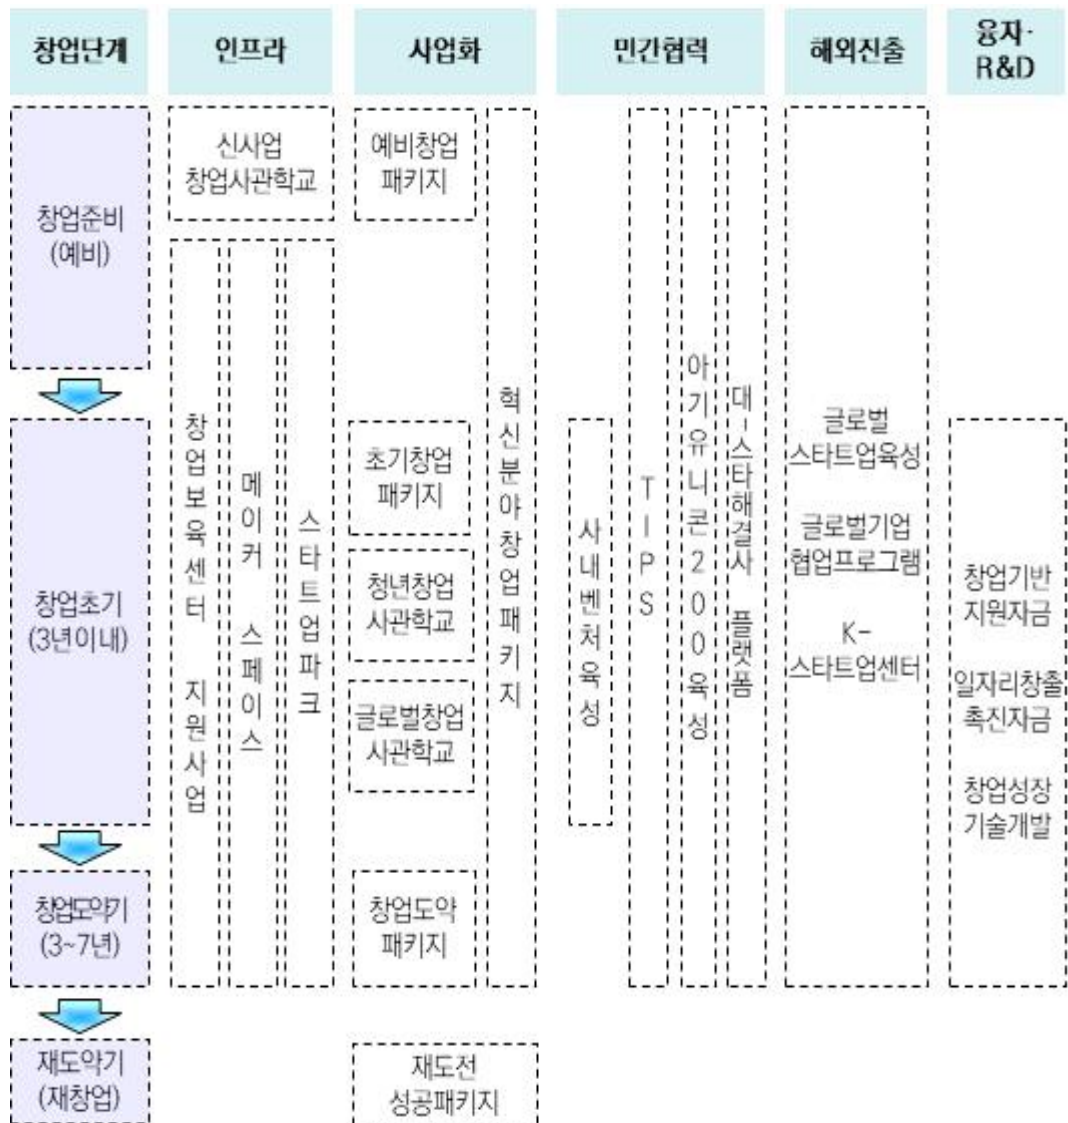 창업단계
인프라
사업화
민간협력
해외진출
융자·
R&D
창업준비
(예비)
신사업
창업사관학교
예비창업
패키지
창업초기
(3년이내)
창업보육센터 지원사업
메이커 스페이스
스타트업파크
초기창업
패키지
청년창업
사관학교
글로벌창업
사관학교
혁신분야창업패키지
사내벤처육성
TIPS
아기유니콘200육성
대-스타해결사 플랫폼
글로벌
스타트업육성
글로벌기업
협업프로그램
K-
스타트업센터
창업기반
지원자금
일자리창출
촉진자금
창업성장
기술개발
창업도약기
(3~7년)
창업도약
패키지
재도약기
(재창업)
재도전
성공패키지